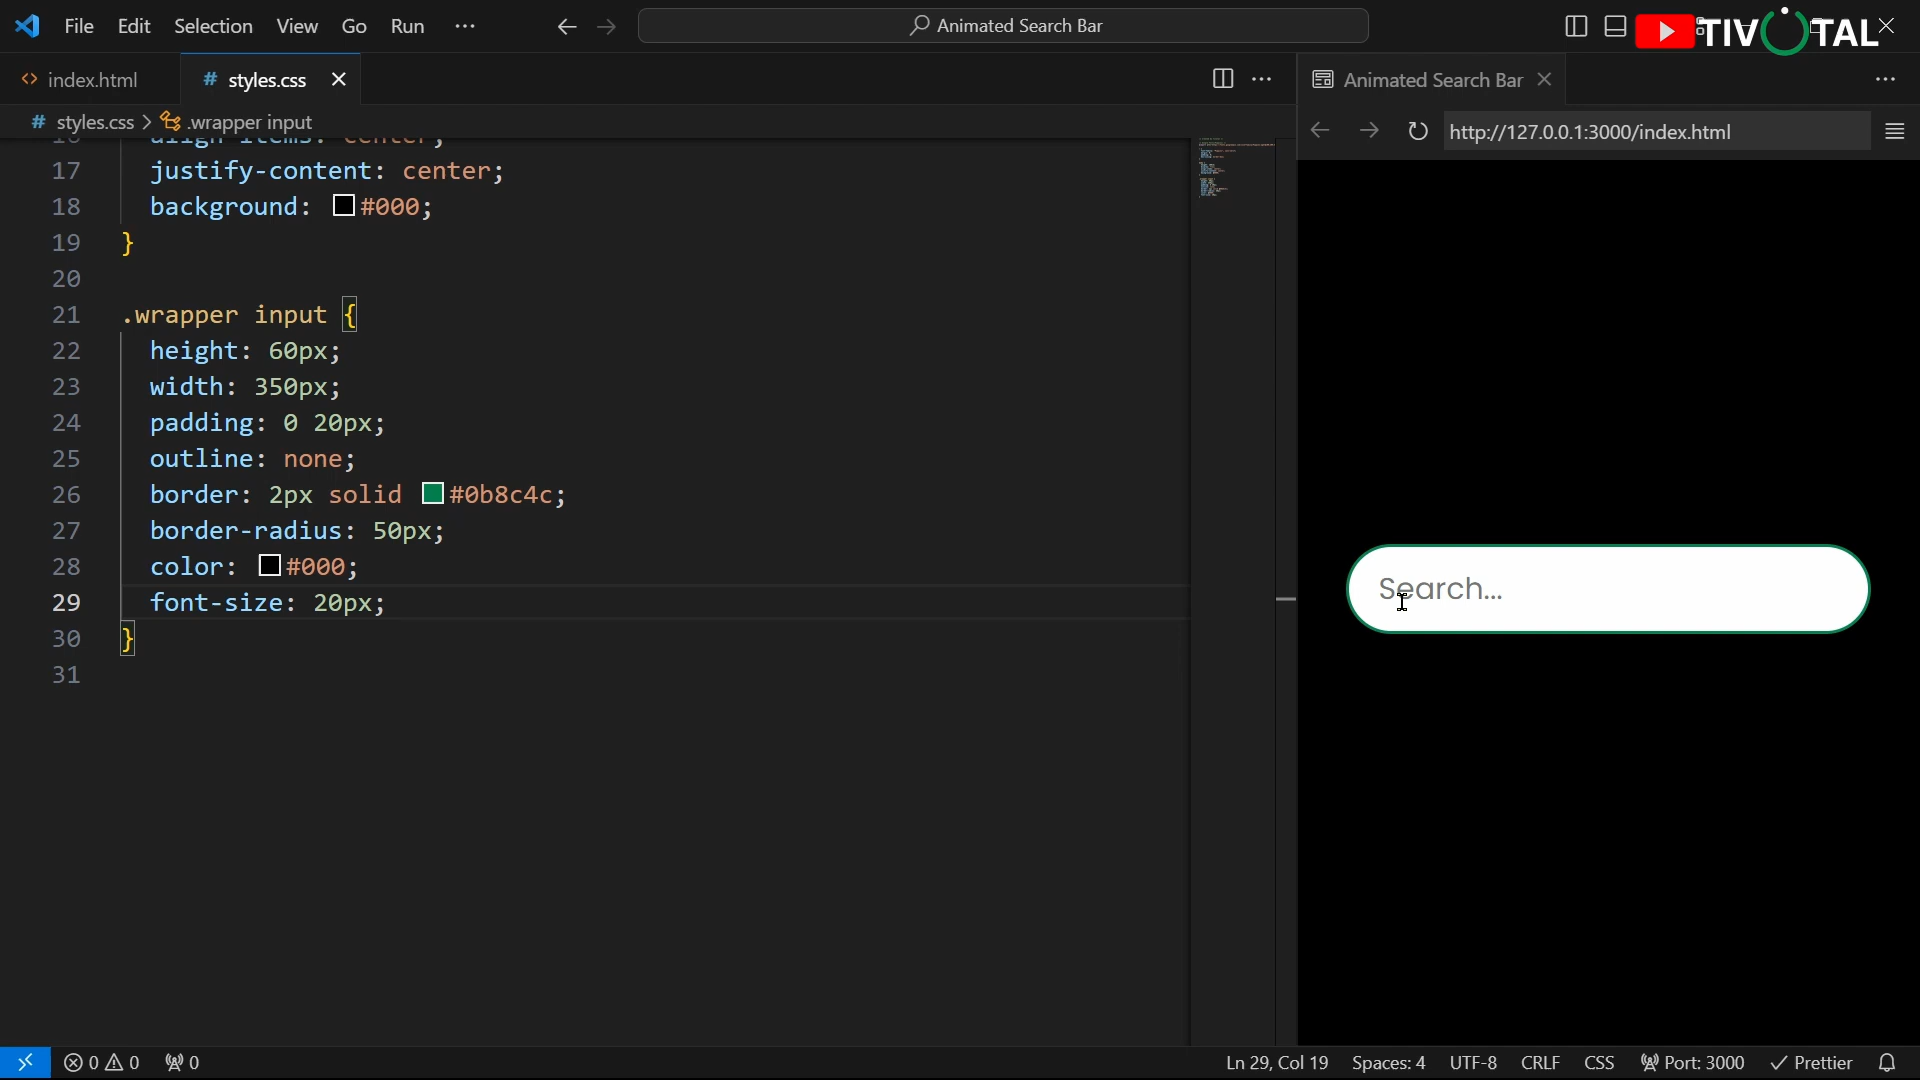 File Edit Selection View Go Run ···
Animated Search Bar
TIVOTAL
index.html
# styles.css
Animated Search Bar
# styles.css > .wrapper input
http://127.0.0.1:3000/index.html
16 align-items: center;
17 justify-content: center;
18 background: #000;
19 }
20
21 .wrapper input {
22 height: 60px;
23 width: 350px;
24 padding: 0 20px;
25 outline: none;
26 border: 2px solid #0b8c4c;
27 border-radius: 50px;
28 color: #000;
29 font-size: 20px;
30 }
31
Search...
0 0 0
Ln 29, Col 19 Spaces: 4 UTF-8 CRLF CSS Port: 3000 Prettier